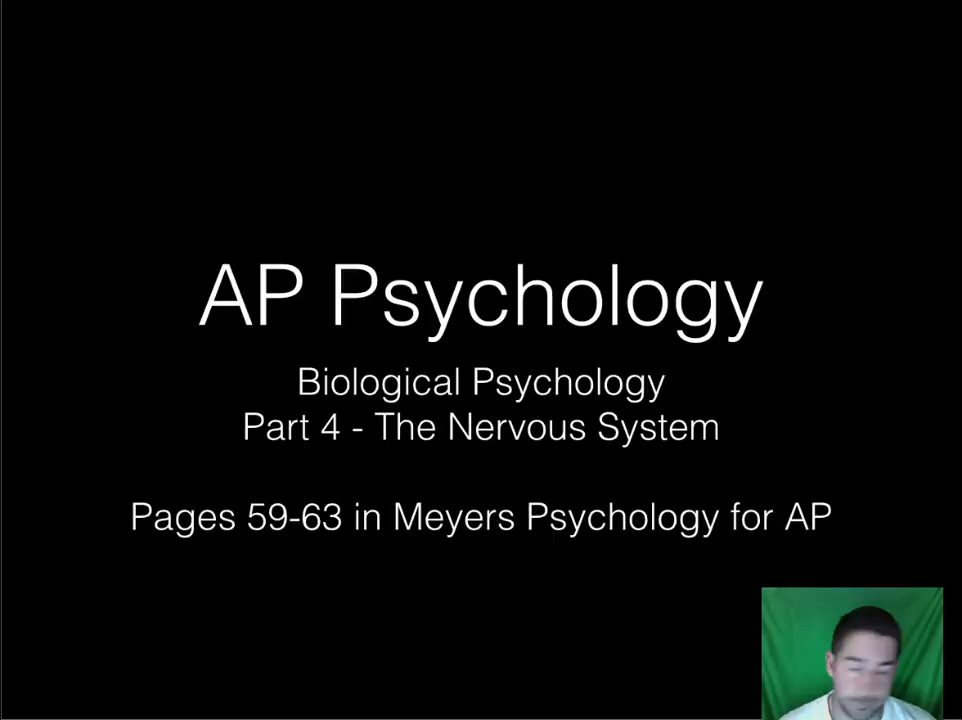 AP Psychology
Biological Psychology
Part 4 - The Nervous System
Pages 59-63 in Meyers Psychology for AP